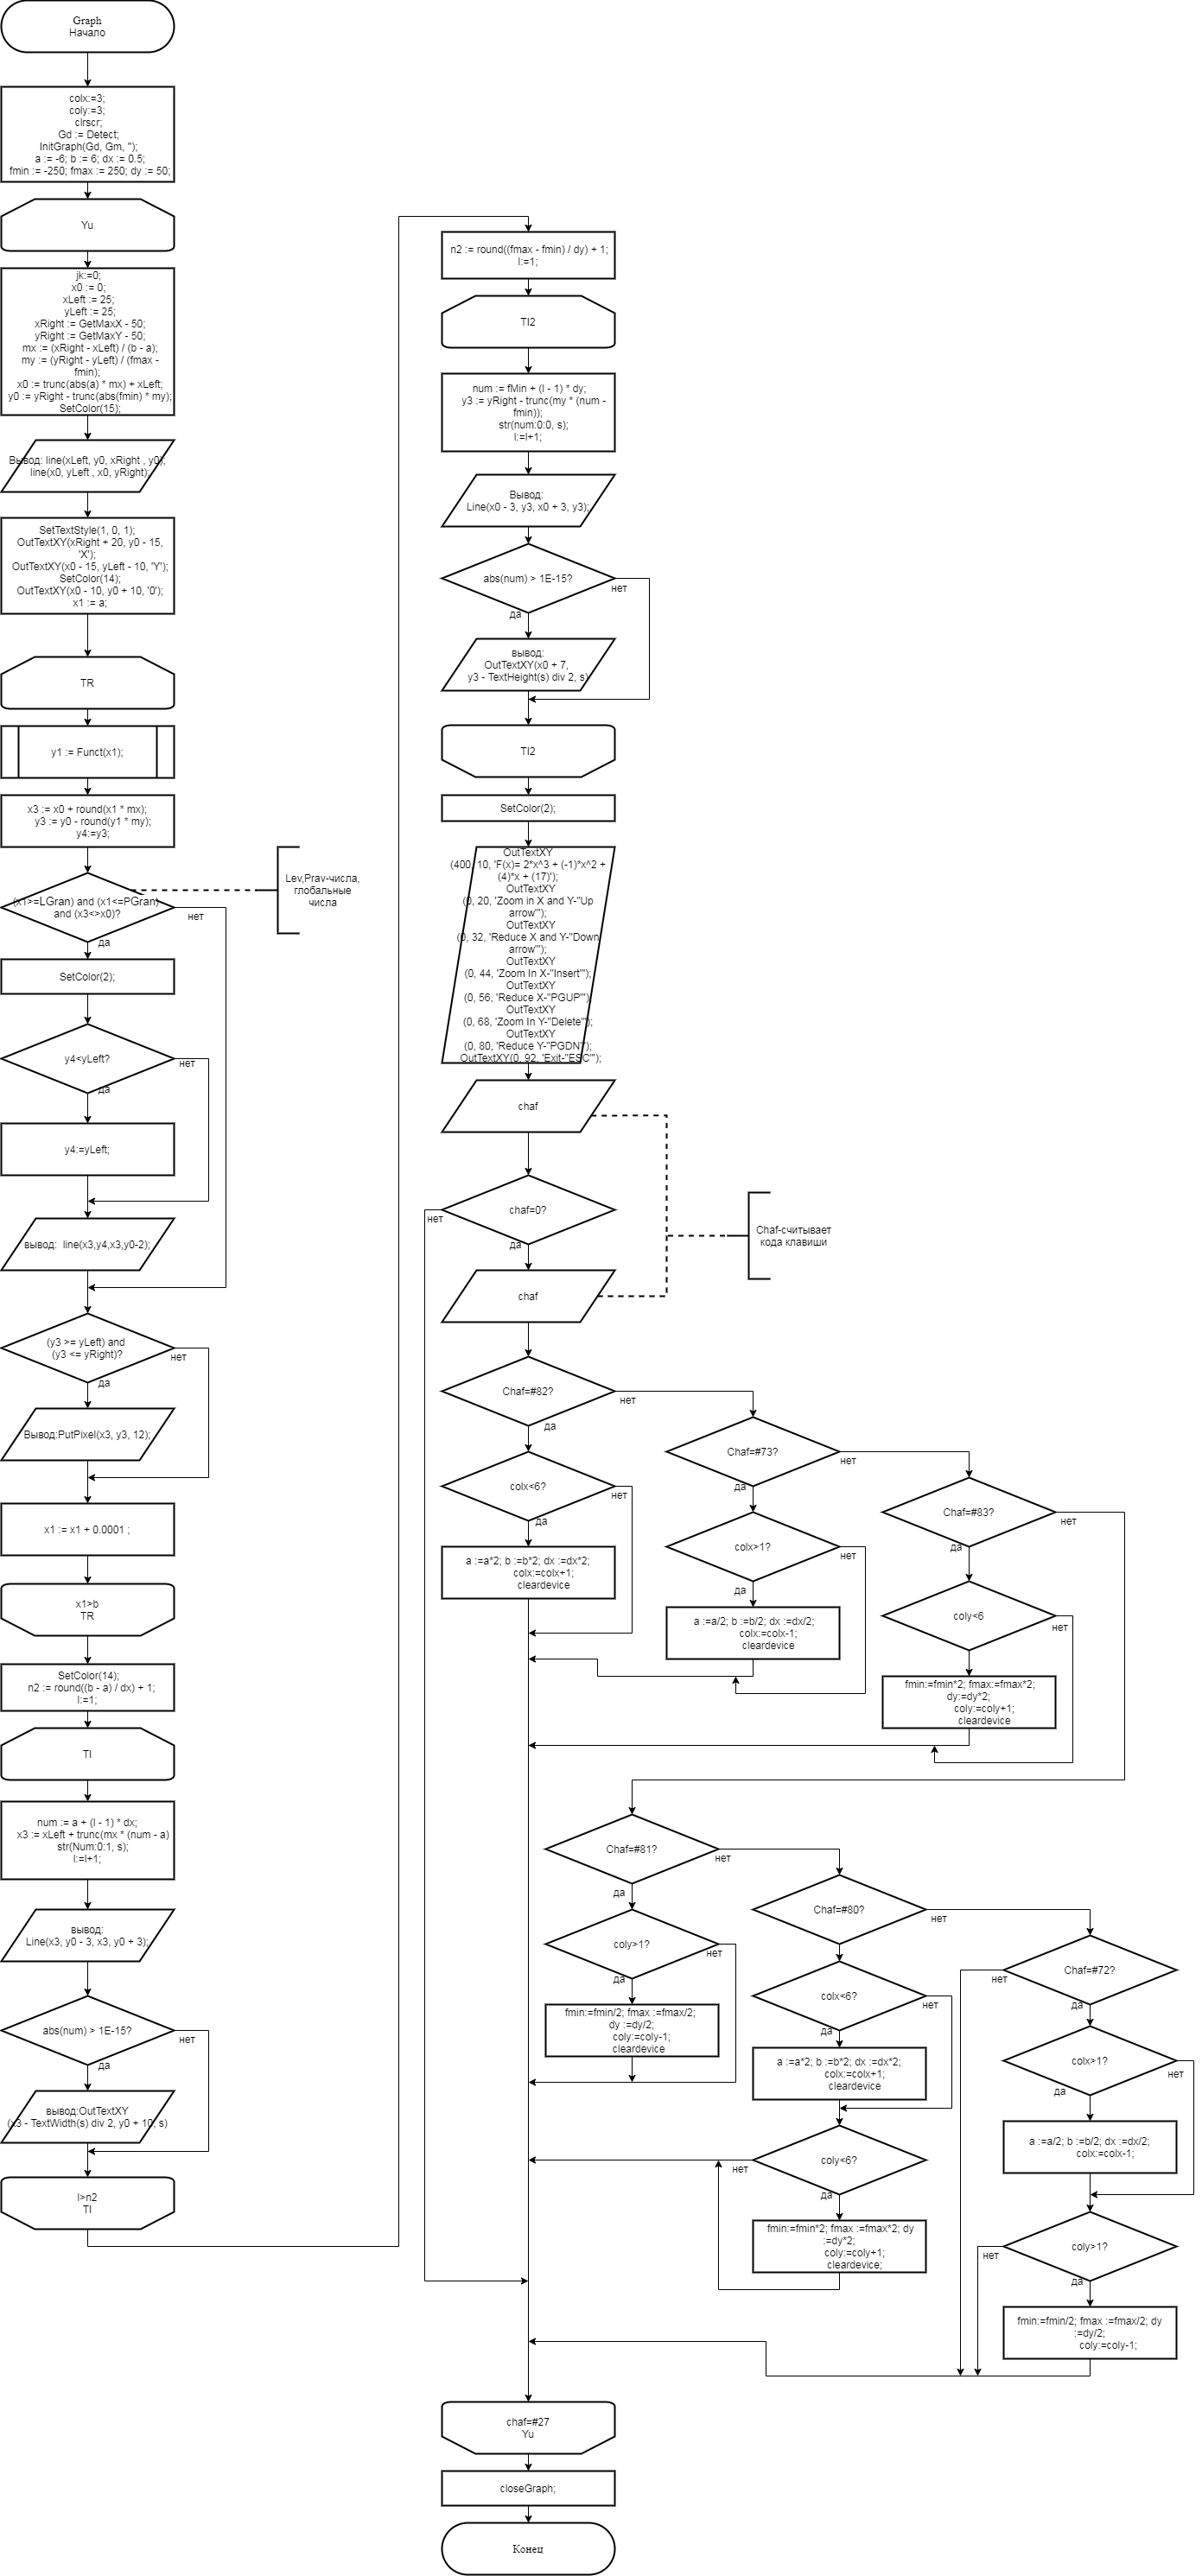 Graph
Начало
colx:=3;
coly:=3;
clrscr;
Gd := Detect;
InitGraph(Gd, Gm, '');
a := -6; b := 6; dx := 0.5;
fmin := -250; fmax := 250; dy := 50;
Yu
jk:=0;
x0 := 0;
xLeft := 25;
yLeft := 25;
xRight := GetMaxX - 50;
yRight := GetMaxY - 50;
mx := (xRight - xLeft) / (b - a);
my := (yRight - yLeft) / (fmax -
fmin);
x0 := trunc(abs(a) * mx) + xLeft;
y0 := yRight - trunc(abs(fmin) * my);
SetColor(15);
Вывод: line(xLeft, y0, xRight , y0);
line(x0, yLeft , x0, yRight);
SetTextStyle(1, 0, 1);
OutTextXY(xRight + 20, y0 - 15,
'X');
OutTextXY(x0 - 15, yLeft - 10, 'Y');
SetColor(14);
OutTextXY(x0 - 10, y0 + 10, '0');
x1 := a;
TR
y1 := Funct(x1);
x3 := x0 + round(x1 * mx);
y3 := y0 - round(y1 * my);
y4:=y3;
Lev,Prav-числа,
глобальные
числа
(x1>=LGran) and (x1<=PGran)
and (x3<>x0)?
нет
да
SetColor(2);
y4<yLeft?
нет
да
y4:=yLeft;
вывод: line(x3,y4,x3,y0-2);
(y3 >= yLeft) and
(y3 <= yRight)?
нет
да
Вывод:PutPixel(x3, y3, 12);
x1 := x1 + 0.0001 ;
x1>b
TR
SetColor(14);
n2 := round((b - a) / dx) + 1;
l:=1;
TI
num := a + (l - 1) * dx;
x3 := xLeft + trunc(mx * (num - a)
str(Num:0:1, s);
l:=l+1;
вывод:
Line(x3, y0 - 3, x3, y0 + 3);
abs(num) > 1E-15?
нет
да
вывод:OutTextXY
(x3 - TextWidth(s) div 2, y0 + 10, s)
l>n2
TI
n2 := round((fmax - fmin) / dy) + 1;
l:=1;
TI2
num := fMin + (l - 1) * dy;
y3 := yRight - trunc(my * (num -
fmin));
str(num:0:0, s);
l:=l+1;
Вывод:
Line(x0 - 3, y3, x0 + 3, y3);
abs(num) > 1E-15?
нет
да
вывод:
OutTextXY(x0 + 7,
y3 - TextHeight(s) div 2, s)
TI2
SetColor(2);
OutTextXY
(400, 10, 'F(x)= 2*x^3 + (-1)*x^2 +
(4)*x + (17)');
OutTextXY
(0, 20, 'Zoom in X and Y-"Up
arrow"');
OutTextXY
(0, 32, 'Reduce X and Y-"Down
arrow"');
OutTextXY
(0, 44, 'Zoom In X-"Insert"');
OutTextXY
(0, 56, 'Reduce X-"PGUP"')
OutTextXY
(0, 68, 'Zoom In Y-"Delete"');
OutTextXY
(0, 80, 'Reduce Y-"PGDN"');
OutTextXY(0, 92, 'Exit-"ESC"');
chaf
chaf=0?
нет
да
Chaf-считывает
кода клавиши
chaf
Chaf=#82?
нет
да
colx<6?
нет
да
a :=a*2; b :=b*2; dx :=dx*2;
colx:=colx+1;
cleardevice
Chaf=#73?
нет
да
colx>1?
нет
да
a :=a/2; b :=b/2; dx :=dx/2;
colx:=colx-1;
cleardevice
Chaf=#83?
нет
да
coly<6
нет
fmin:=fmin*2; fmax:=fmax*2;
dy:=dy*2;
coly:=coly+1;
cleardevice
Chaf=#81?
нет
да
coly>1?
нет
да
fmin:=fmin/2; fmax :=fmax/2;
dy :=dy/2;
coly:=coly-1;
cleardevice
Chaf=#80?
нет
colx<6?
нет
да
a :=a*2; b :=b*2; dx :=dx*2;
colx:=colx+1;
cleardevice
coly<6?
нет
да
fmin:=fmin*2; fmax :=fmax*2; dy
:=dy*2;
coly:=coly+1;
cleardevice;
Chaf=#72?
нет
да
colx>1?
нет
да
a :=a/2; b :=b/2; dx :=dx/2;
colx:=colx-1;
coly>1?
нет
да
fmin:=fmin/2; fmax :=fmax/2; dy
:=dy/2;
coly:=coly-1;
chaf=#27
Yu
closeGraph;
Конец